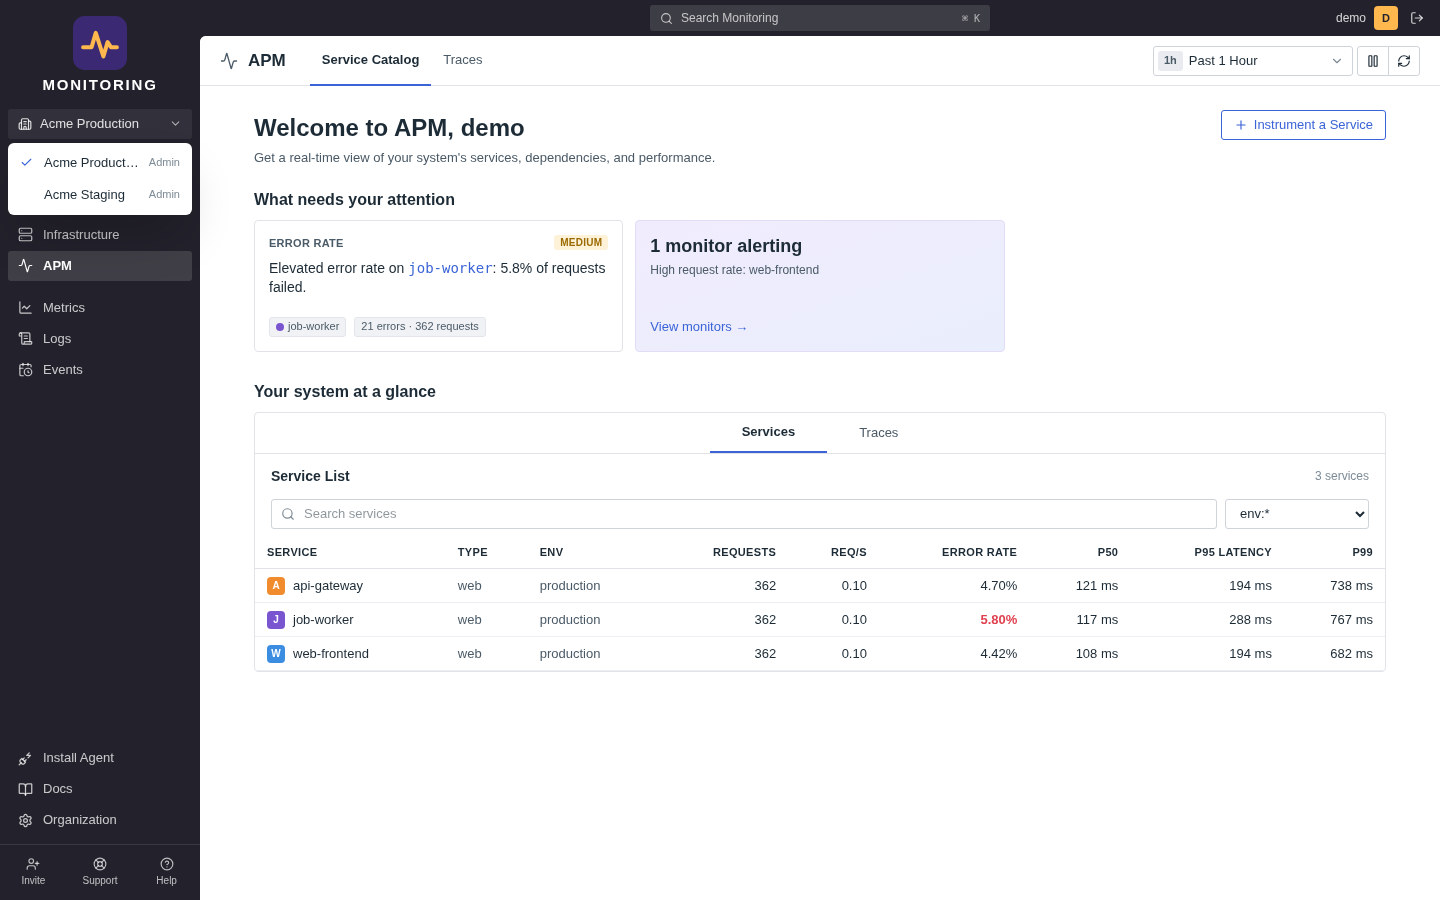 Search Monitoring
⌘ K
demo
D
MONITORING
Acme Production
Acme Product… Admin
Acme Staging Admin
Infrastructure
APM
Metrics
Logs
Events
Install Agent
Docs
Organization
Invite
Support
Help
APM
Service Catalog
Traces
1h Past 1 Hour
Welcome to APM, demo
Get a real-time view of your system's services, dependencies, and performance.
Instrument a Service
What needs your attention
ERROR RATE
MEDIUM
Elevated error rate on job-worker: 5.8% of requests
failed.
job-worker
21 errors · 362 requests
1 monitor alerting
High request rate: web-frontend
View monitors →
Your system at a glance
Services
Traces
Service List
3 services
Search services
env:*
SERVICE TYPE ENV REQUESTS REQ/S ERROR RATE P50 P95 LATENCY P99
A api-gateway web production 362 0.10 4.70% 121 ms 194 ms 738 ms
J job-worker web production 362 0.10 5.80% 117 ms 288 ms 767 ms
W web-frontend web production 362 0.10 4.42% 108 ms 194 ms 682 ms